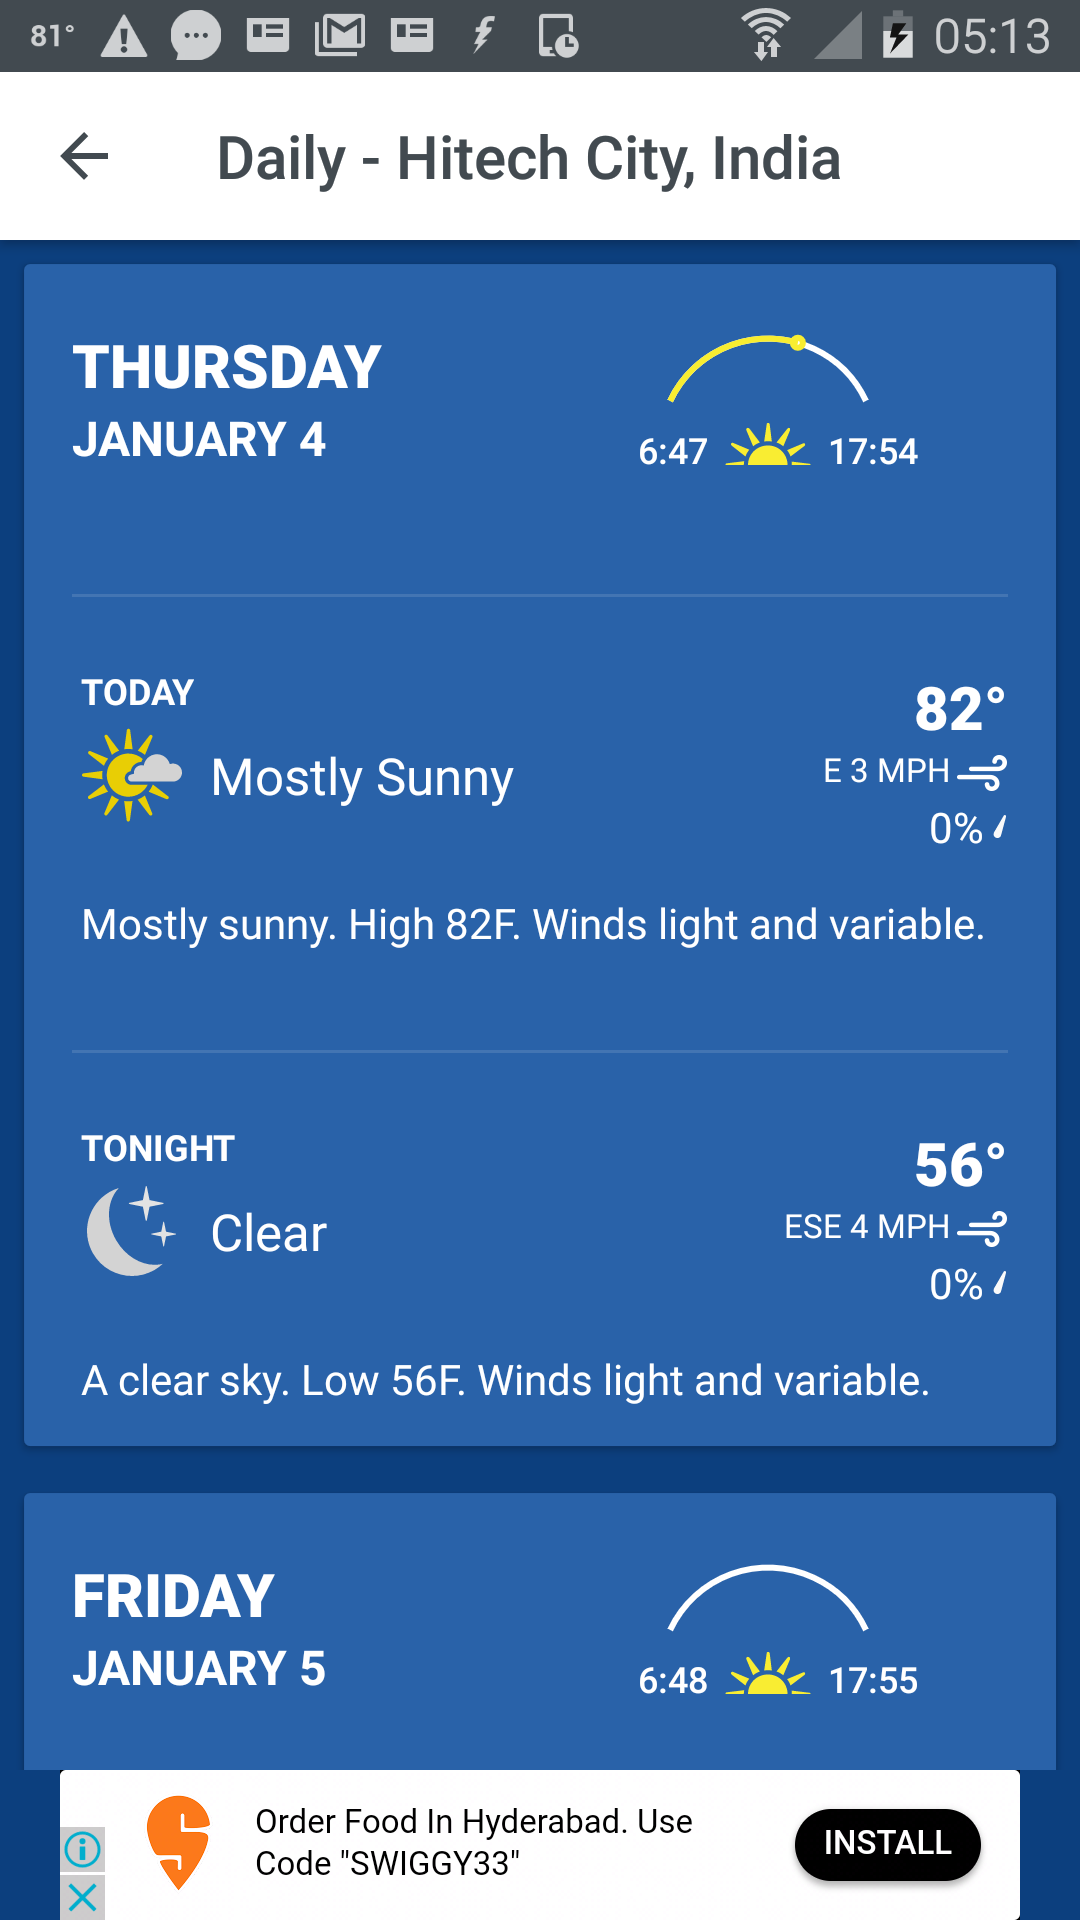 81° 05:13
Daily - Hitech City, India
THURSDAY
JANUARY 4
6:47 17:54
TODAY
82°
Mostly Sunny
E 3 MPH
0%
Mostly sunny. High 82F. Winds light and variable.
TONIGHT
56°
Clear
ESE 4 MPH
0%
A clear sky. Low 56F. Winds light and variable.
FRIDAY
JANUARY 5
6:48 17:55
Order Food In Hyderabad. Use
Code "SWIGGY33"
INSTALL